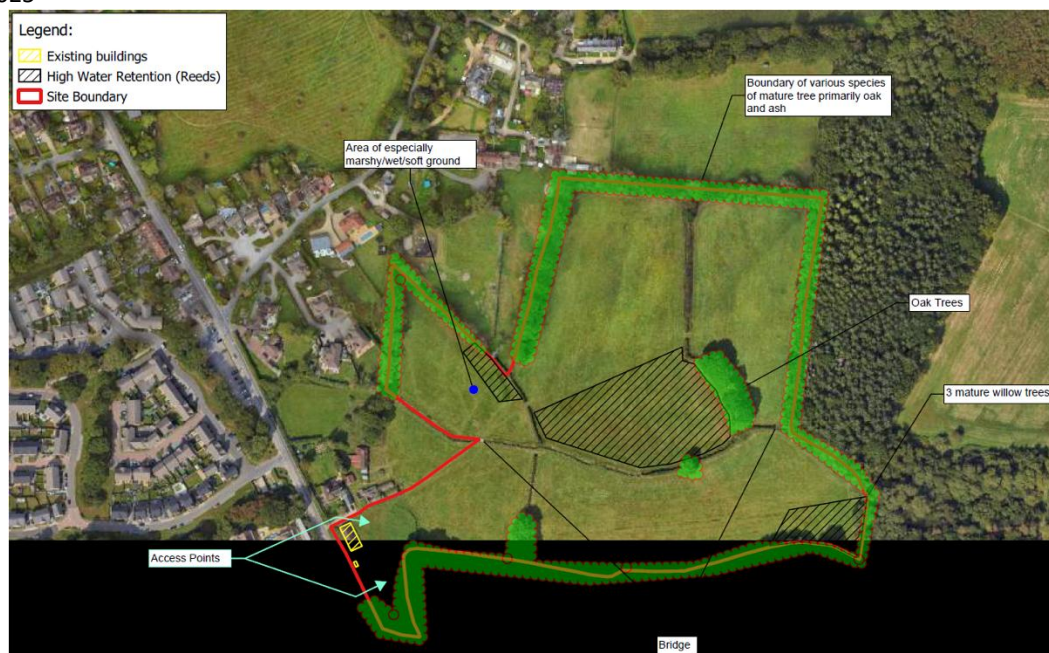 Legend:
Existing buildings
High Water Retention (Reeds)
Site Boundary
Boundary of various species
of mature tree primarily oak
and ash
Area of especially
marshy/wet/soft ground
Oak Trees
3 mature willow trees
Access Points
Bridge